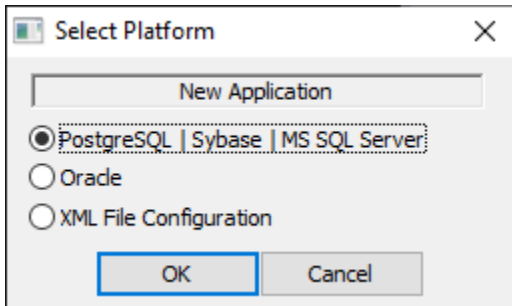 Select Platform
New Application
PostgreSQL | Sybase | MS SQL Server
Oracle
XML File Configuration
OK Cancel